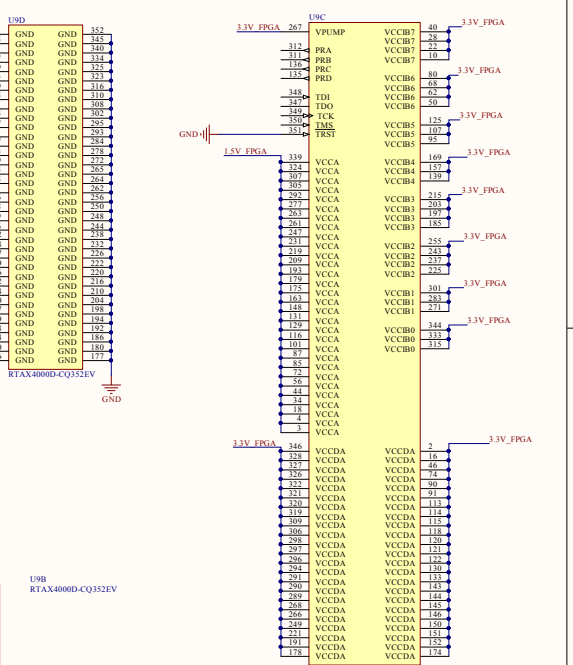 U9D
GND GND 352
GND GND 345
GND GND 340
GND GND 334
GND GND 325
GND GND 323
GND GND 316
GND GND 310
GND GND 308
GND GND 302
GND GND 295
GND GND 293
GND GND 284
GND GND 278
GND GND 272
GND GND 265
GND GND 264
GND GND 262
GND GND 256
GND GND 250
GND GND 248
GND GND 244
GND GND 238
GND GND 232
GND GND 226
GND GND 222
GND GND 220
GND GND 216
GND GND 210
GND GND 204
GND GND 198
GND GND 194
GND GND 192
GND GND 186
GND GND 180
GND GND 177
RTAX4000D-CQ352EV
GND
U9B
RTAX4000D-CQ352EV
U9C
3.3V_FPGA 267 VPUMP
312 PRA
311 PRB
136 PRC
135 PRD
348 TDI
347 TDO
349 TCK
350 TMS
GND 351 TRST
1.5V_FPGA
339 VCCA
324 VCCA
307 VCCA
305 VCCA
292 VCCA
277 VCCA
263 VCCA
261 VCCA
247 VCCA
231 VCCA
219 VCCA
209 VCCA
193 VCCA
179 VCCA
175 VCCA
163 VCCA
148 VCCA
131 VCCA
129 VCCA
116 VCCA
101 VCCA
87 VCCA
85 VCCA
72 VCCA
56 VCCA
44 VCCA
34 VCCA
18 VCCA
4 VCCA
3 VCCA
3.3V_FPGA
346 VCCDA
328 VCCDA
327 VCCDA
326 VCCDA
322 VCCDA
321 VCCDA
320 VCCDA
319 VCCDA
309 VCCDA
306 VCCDA
298 VCCDA
297 VCCDA
296 VCCDA
294 VCCDA
291 VCCDA
290 VCCDA
289 VCCDA
268 VCCDA
266 VCCDA
249 VCCDA
221 VCCDA
191 VCCDA
178 VCCDA
3.3V_FPGA
VCCIB7 40
VCCIB7 28
VCCIB7 22
VCCIB7 10
3.3V_FPGA
VCCIB6 80
VCCIB6 68
VCCIB6 62
VCCIB6 50
3.3V_FPGA
VCCIB5 125
VCCIB5 107
VCCIB5 95
3.3V_FPGA
VCCIB4 169
VCCIB4 157
VCCIB4 139
3.3V_FPGA
VCCIB3 215
VCCIB3 203
VCCIB3 197
VCCIB3 185
3.3V_FPGA
VCCIB2 255
VCCIB2 243
VCCIB2 237
VCCIB2 225
3.3V_FPGA
VCCIB1 301
VCCIB1 283
VCCIB1 271
3.3V_FPGA
VCCIB0 344
VCCIB0 333
VCCIB0 315
3.3V_FPGA
VCCDA 2
VCCDA 16
VCCDA 46
VCCDA 74
VCCDA 90
VCCDA 91
VCCDA 113
VCCDA 114
VCCDA 115
VCCDA 118
VCCDA 120
VCCDA 121
VCCDA 122
VCCDA 130
VCCDA 133
VCCDA 143
VCCDA 144
VCCDA 145
VCCDA 146
VCCDA 150
VCCDA 151
VCCDA 152
VCCDA 174